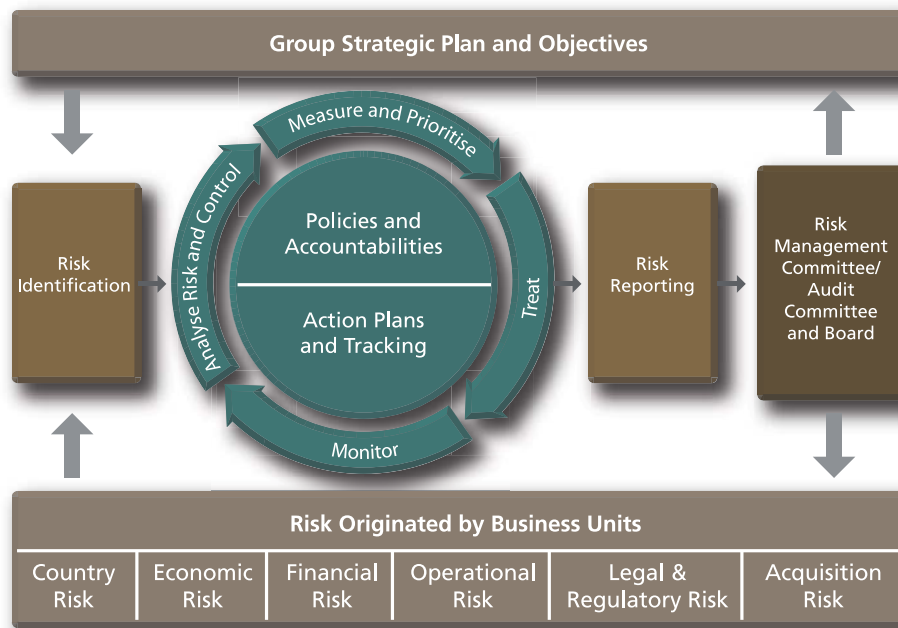 Group Strategic Plan and Objectives
Measure and Prioritise
Analyse Risk and Control
Policies and
Accountabilities
Action Plans
and Tracking
Treat
Monitor
Risk
Identification
Risk
Reporting
Risk
Management
Committee/
Audit
Committee
and Board
Risk Originated by Business Units
Country
Risk
Economic
Risk
Financial
Risk
Operational
Risk
Legal &
Regulatory Risk
Acquisition
Risk